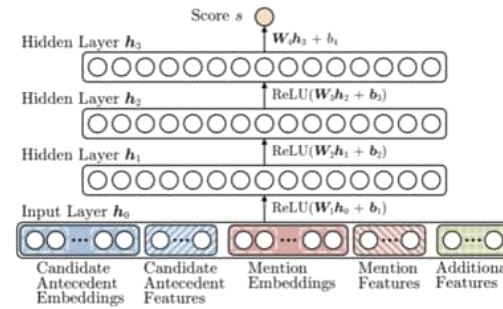 Score s
W₄h₃ + b₄
Hidden Layer h₃
ReLU(W₃h₂ + b₃)
Hidden Layer h₂
ReLU(W₂h₁ + b₂)
Hidden Layer h₁
ReLU(W₁h₀ + b₁)
Input Layer h₀
Candidate Antecedent Embeddings
Candidate Antecedent Features
Mention Embeddings
Mention Features
Additiona Features